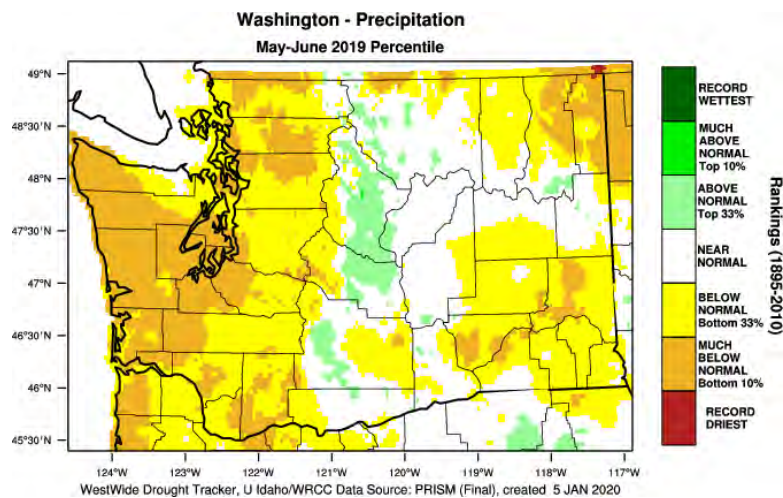 Washington - Precipitation
May-June 2019 Percentile
49°N
48°30'N
48°N
47°30'N
47°N
46°30'N
46°N
45°30'N
124°W 123°W 122°W 121°W 120°W 119°W 118°W 117°W
RECORD
WETTEST
MUCH
ABOVE
NORMAL
Top 10%
ABOVE
NORMAL
Top 33%
NEAR
NORMAL
BELOW
NORMAL
Bottom 33%
MUCH
BELOW
NORMAL
Bottom 10%
RECORD
DRIEST
Rankings (1895-2010)
WestWide Drought Tracker, U Idaho/WRCC Data Source: PRISM (Final), created 5 JAN 2020